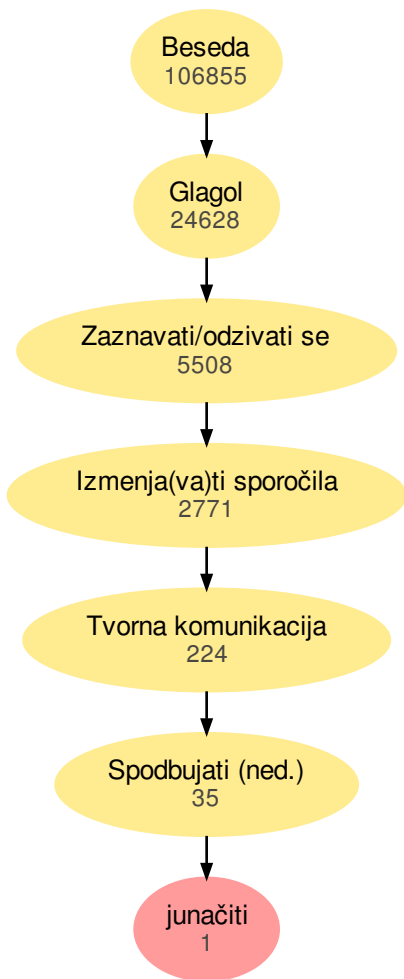 Beseda
106855
Glagol
24628
Zaznavati/odzivati se
5508
Izmenja(va)ti sporočila
2771
Tvorna komunikacija
224
Spodbujati (ned.)
35
junačiti
1